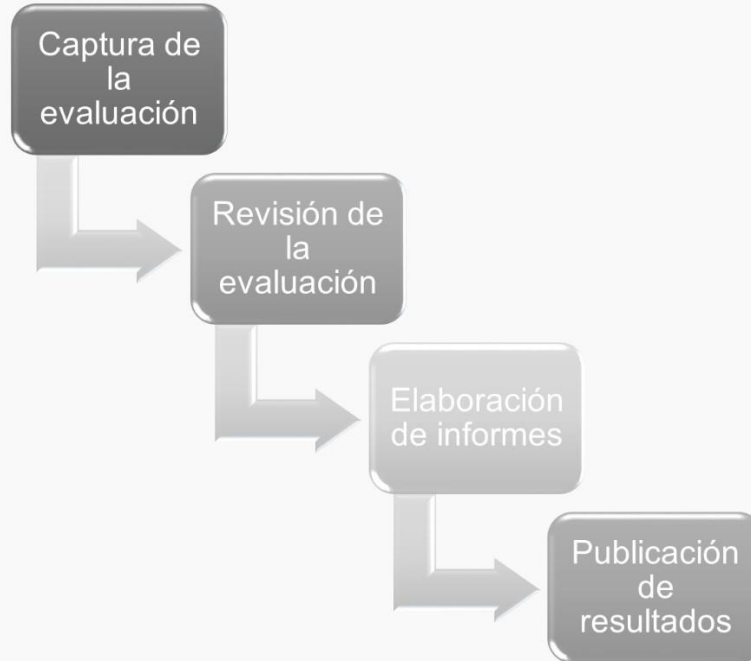 Captura de
la
evaluación
Revisión de
la
evaluación
Elaboración
de informes
Publicación
de
resultados